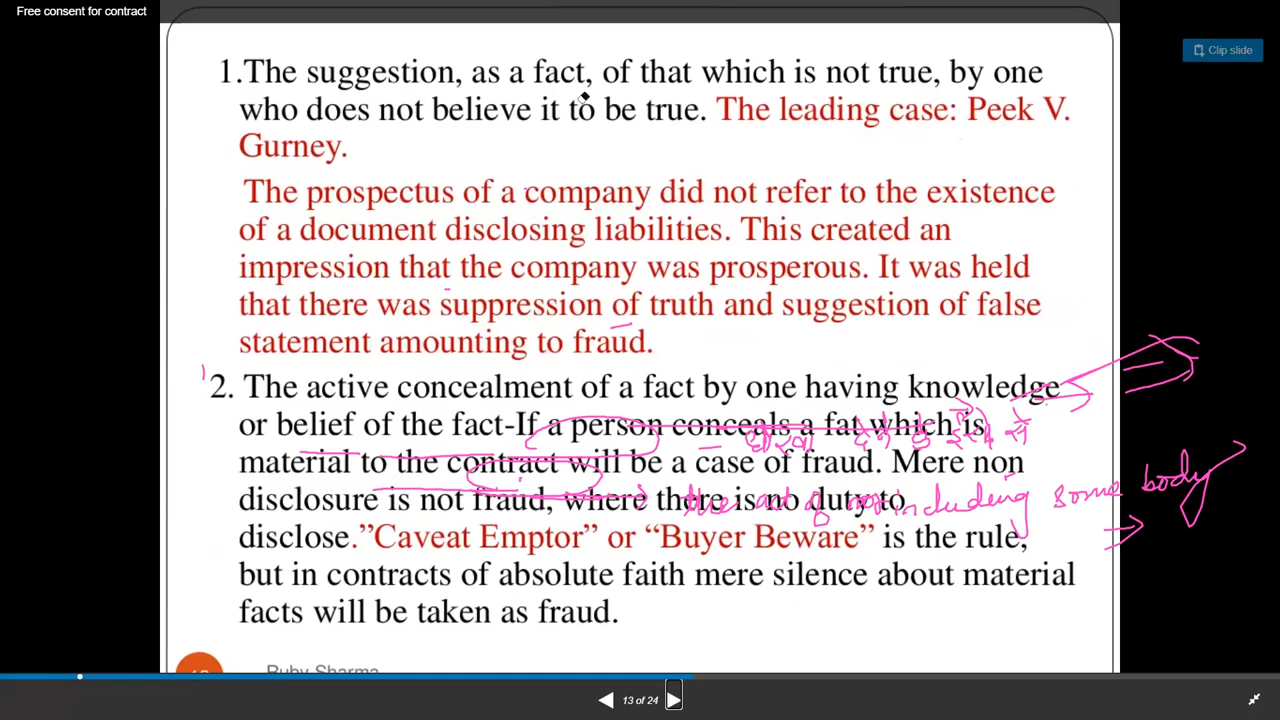 Free consent for contract
Clip slide
1.The suggestion, as a fact, of that which is not true, by one
who does not believe it to be true. The leading case: Peek V.
Gurney.
The prospectus of a company did not refer to the existence
of a document disclosing liabilities. This created an
impression that the company was prosperous. It was held
that there was suppression of truth and suggestion of false
statement amounting to fraud.
2. The active concealment of a fact by one having knowledge
or belief of the fact-If a person conceals a fat which is
material to the contract will be a case of fraud. Mere non
disclosure is not fraud, where there is no duty to
the act of not including some body
disclose.”Caveat Emptor” or “Buyer Beware” is the rule,
but in contracts of absolute faith mere silence about material
facts will be taken as fraud.
Ruby Sharma
13 of 24